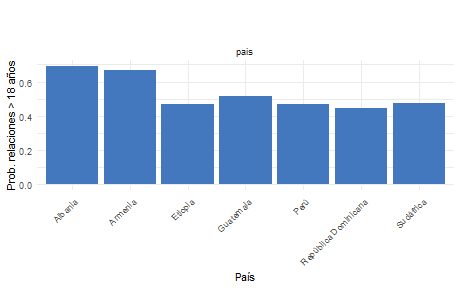 país
Prob. relaciones > 18 años
0.6
0.4
0.2
0.0
Albania
Armenia
Etiopía
Guatemala
Perú
República Dominicana
Sudáfrica
País